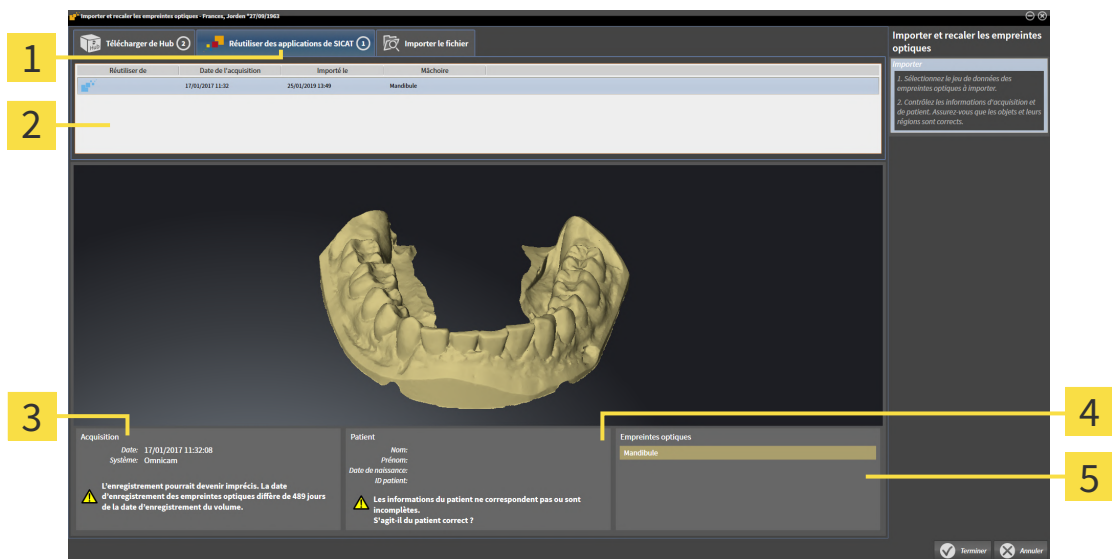 Importer et recaler les empreintes optiques - Frances, Jorden *27/09/1963
Hub
Télécharger de Hub 2
Réutiliser des applications de SICAT 1
Importer le fichier
Réutiliser de Date de l'acquisition Importé le Mâchoire
17/01/2017 11:32 25/01/2019 13:49 Mandibule
Importer et recaler les empreintes
optiques
Importer
1. Sélectionnez le jeu de données des
empreintes optiques à importer.
2. Contrôlez les informations d'acquisition et
de patient. Assurez-vous que les objets et leurs
régions sont corrects.
1
2
3
4
5
Acquisition
Date: 17/01/2017 11:32:08
Système: Omnicam
L'enregistrement pourrait devenir imprécis. La date
d'enregistrement des empreintes optiques diffère de 489 jours
de la date d'enregistrement du volume.
Patient
Nom:
Prénom:
Date de naissance:
ID patient:
Les informations du patient ne correspondent pas ou sont
incomplètes.
S'agit-il du patient correct ?
Empreintes optiques
Mandibule
Terminer
Annuler